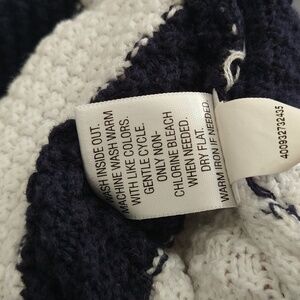 WASH INSIDE OUT.
MACHINE WASH WARM
WITH LIKE COLORS.
GENTLE CYCLE.
ONLY NON-
CHLORINE BLEACH
WHEN NEEDED.
DRY FLAT.
WARM IRON IF NEEDED.
400932732435